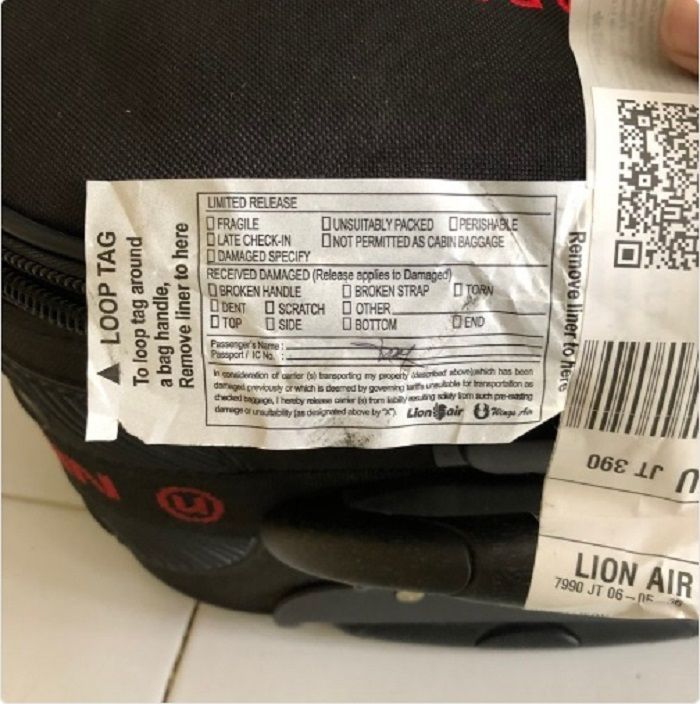 ▲ LOOP TAG
To loop tag around
a bag handle,
Remove liner to here
LIMITED RELEASE
☐ FRAGILE ☐ UNSUITABLY PACKED ☐ PERISHABLE
☐ LATE CHECK-IN ☐ NOT PERMITTED AS CABIN BAGGAGE
☐ DAMAGED SPECIFY
RECEIVED DAMAGED (Release applies to Damaged)
☐ BROKEN HANDLE ☐ BROKEN STRAP ☐ TORN
☐ DENT ☐ SCRATCH ☐ OTHER
☐ TOP ☐ SIDE ☐ BOTTOM ☐ END
Passenger's Name :
Passport / IC No. :
In consideration of carrier (s) transporting my property (described above)which has been
damaged previously or which is deemed by governing tariffs unsuitable for transportation as
checked baggage, I hereby release carrier (s) from liability resulting solely from such pre-existing
damage or unsuitability (as designated above by "X"). Lion air Wings Air
Remove liner to here
JT 390
LION AIR
7990 JT 06-